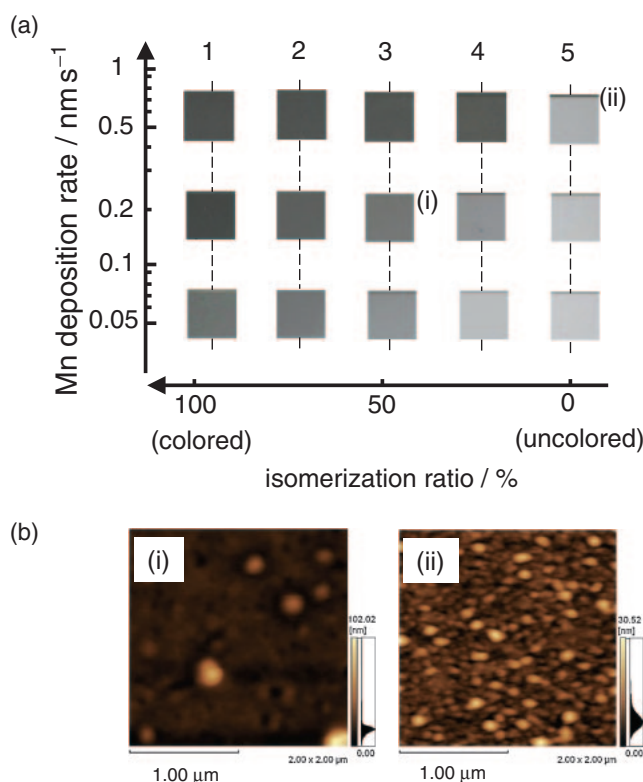 (a)
1 2 3 4 5
Mn deposition rate / nm s⁻¹
1
0.5
0.2
0.1
0.05
(ii)
(i)
100 50 0
(colored) (uncolored)
isomerization ratio / %
(b)
(i) (ii)
102.02
[nm]
0.00
30.52
[nm]
0.00
1.00 μm 2.00 x 2.00 μm
1.00 μm 2.00 x 2.00 μm